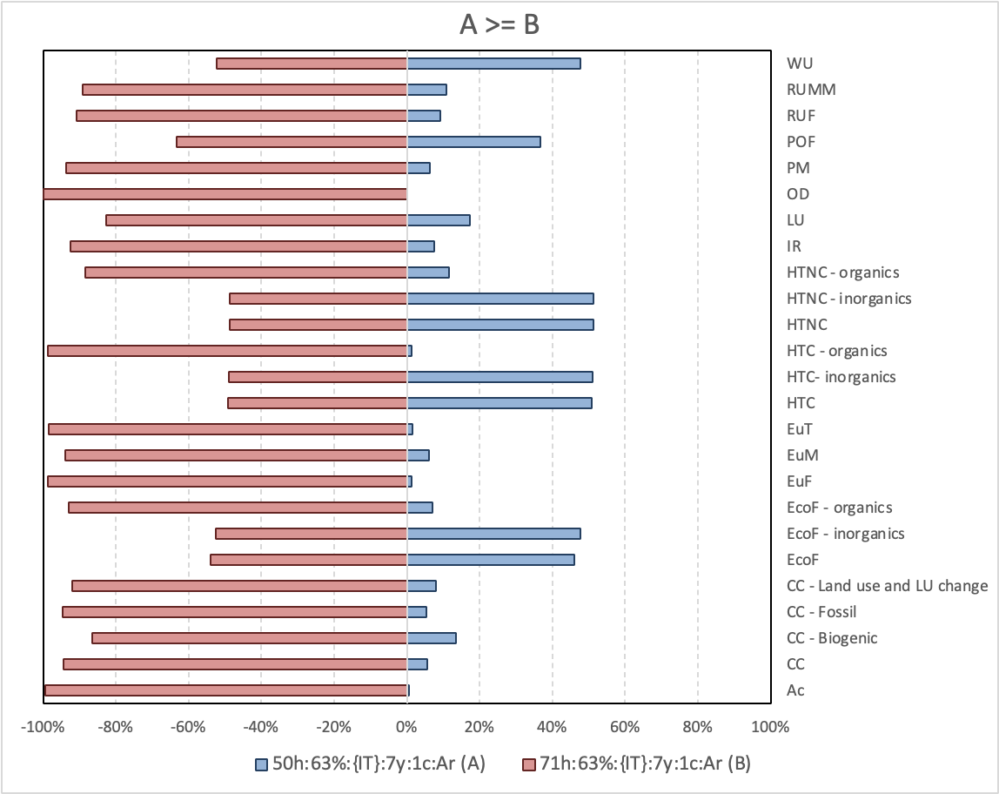 A >= B
WU
RUMM
RUF
POF
PM
OD
LU
IR
HTNC - organics
HTNC - inorganics
HTNC
HTC - organics
HTC- inorganics
HTC
EuT
EuM
EuF
EcoF - organics
EcoF - inorganics
EcoF
CC - Land use and LU change
CC - Fossil
CC - Biogenic
CC
Ac
-100% -80% -60% -40% -20% 0% 20% 40% 60% 80% 100%
50h:63%:{IT}:7y:1c:Ar (A) 71h:63%:{IT}:7y:1c:Ar (B)